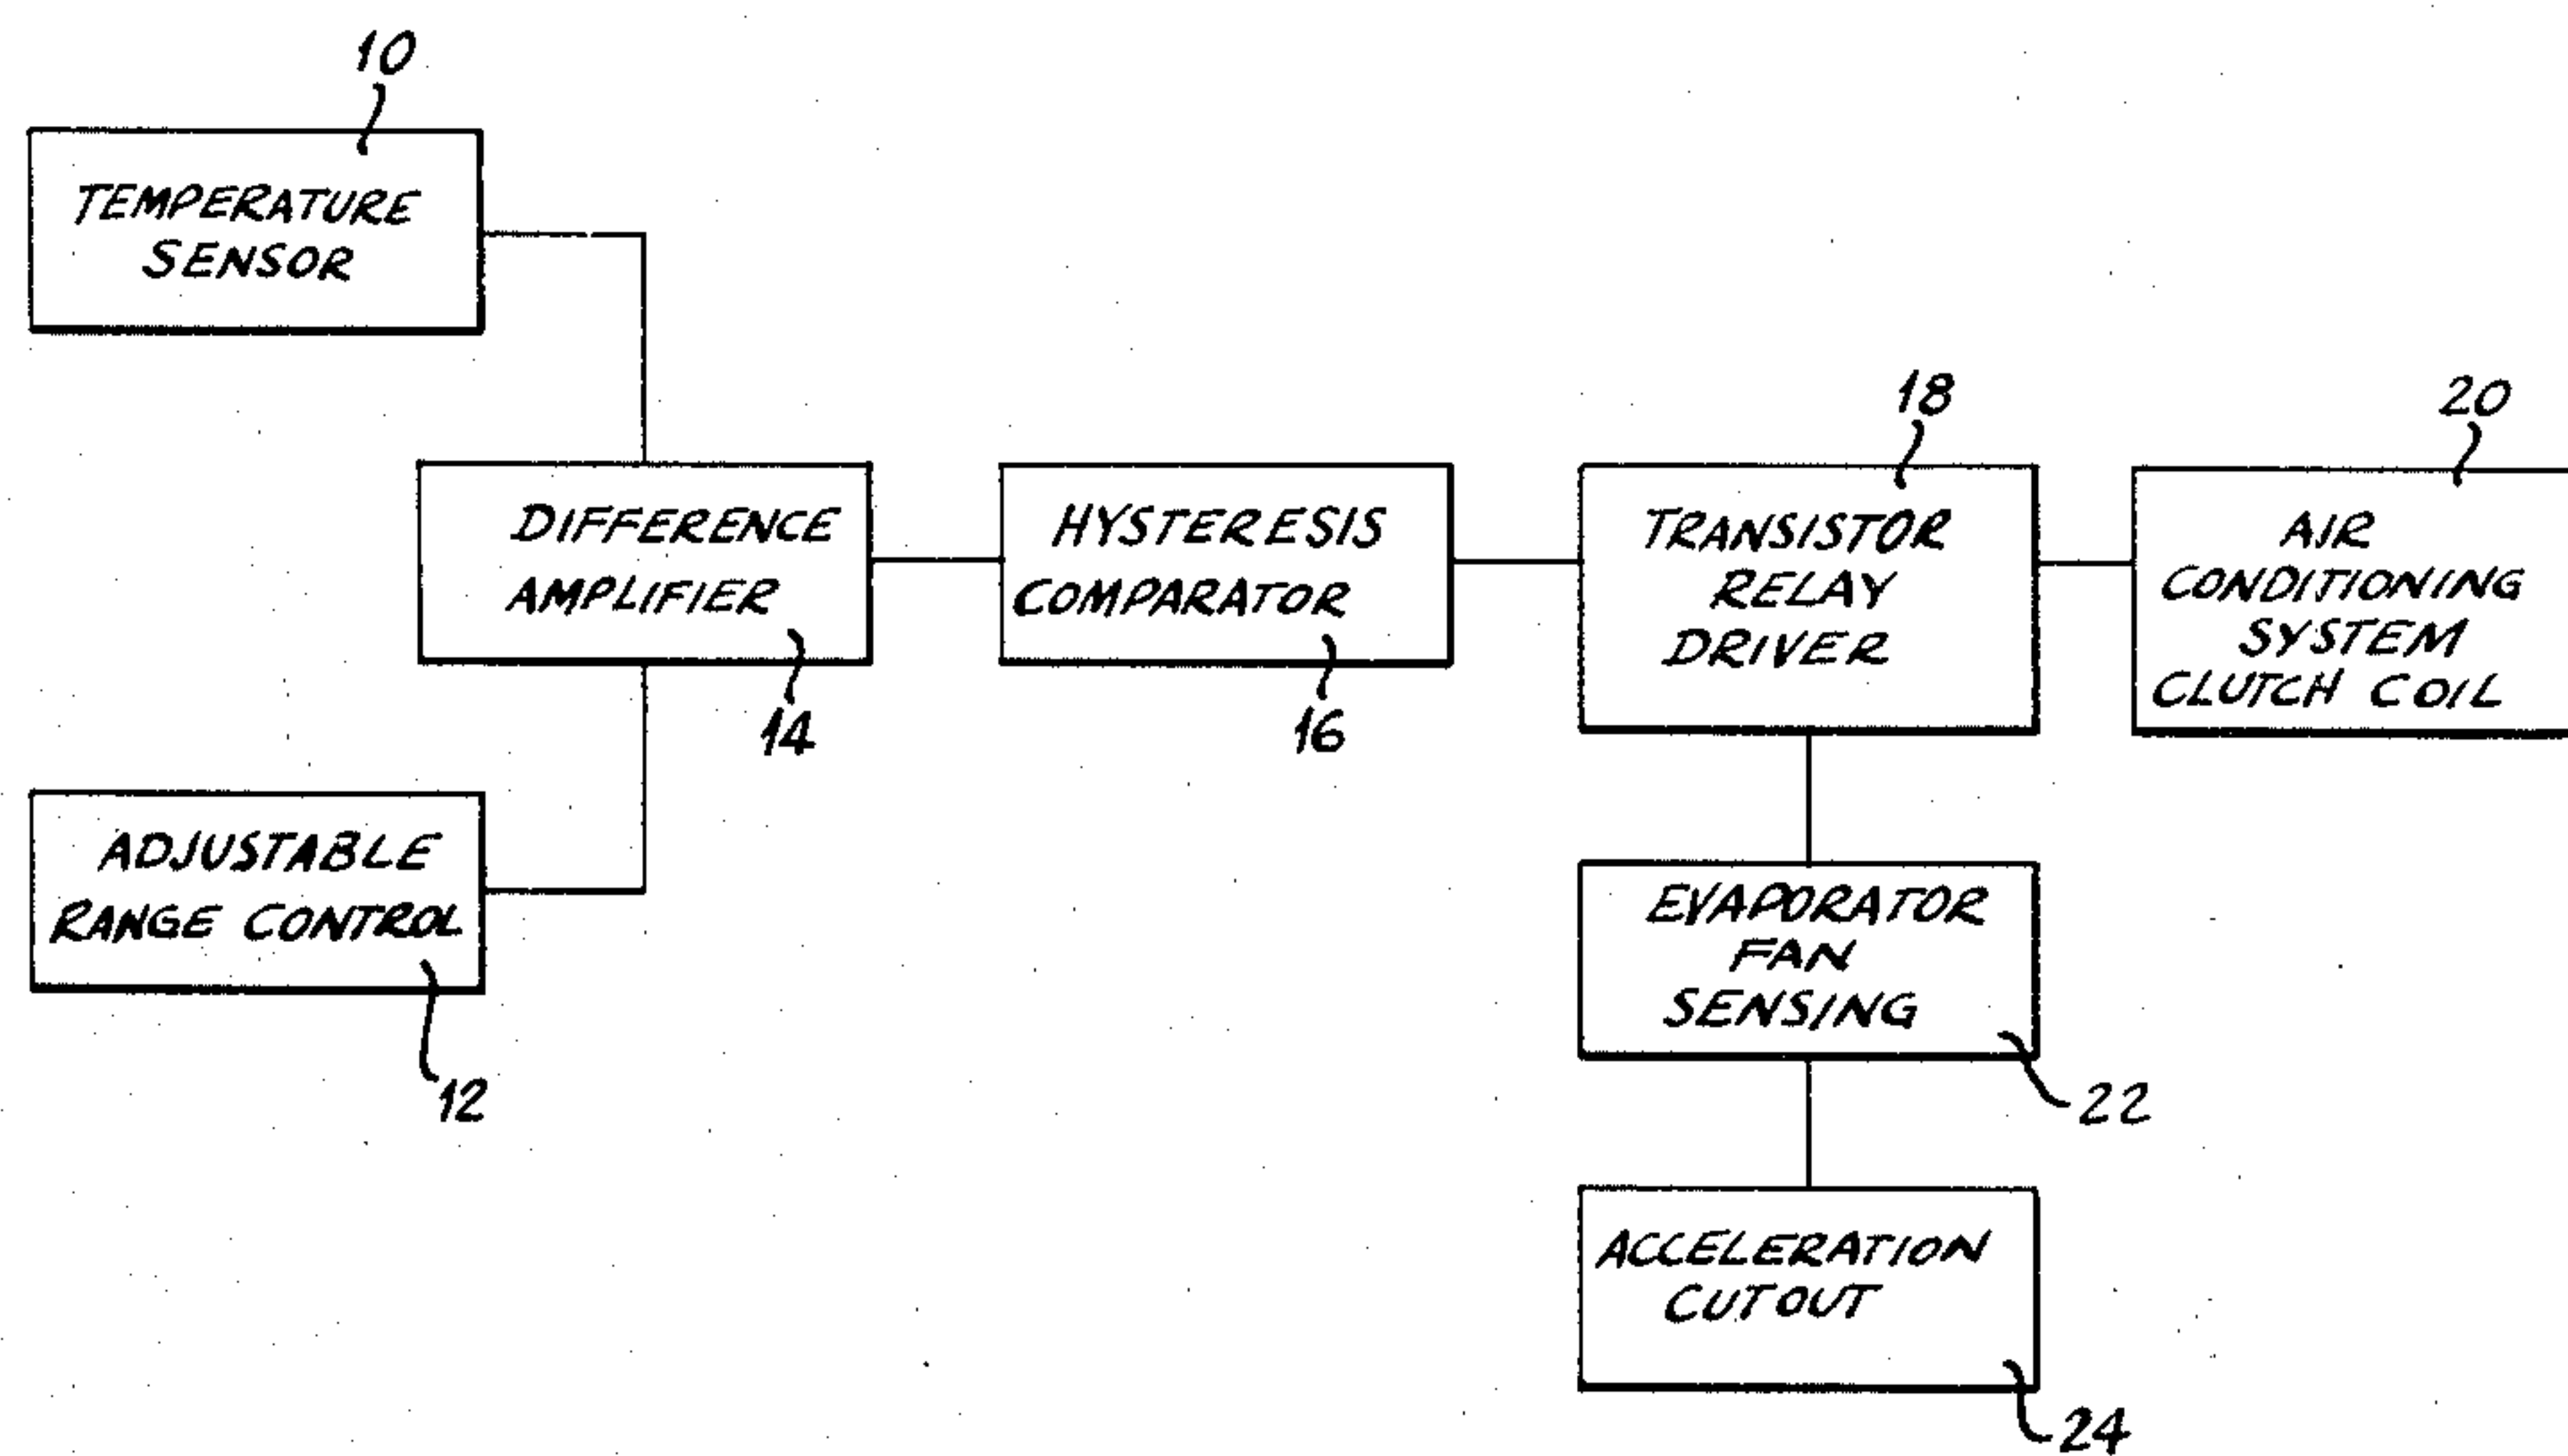 10
TEMPERATURE
SENSOR
DIFFERENCE
AMPLIFIER
14
HYSTERESIS
COMPARATOR
16
18
TRANSISTOR
RELAY
DRIVER
20
AIR
CONDITIONING
SYSTEM
CLUTCH COIL
ADJUSTABLE
RANGE CONTROL
12
EVAPORATOR
FAN
SENSING
22
ACCELERATION
CUTOUT
24